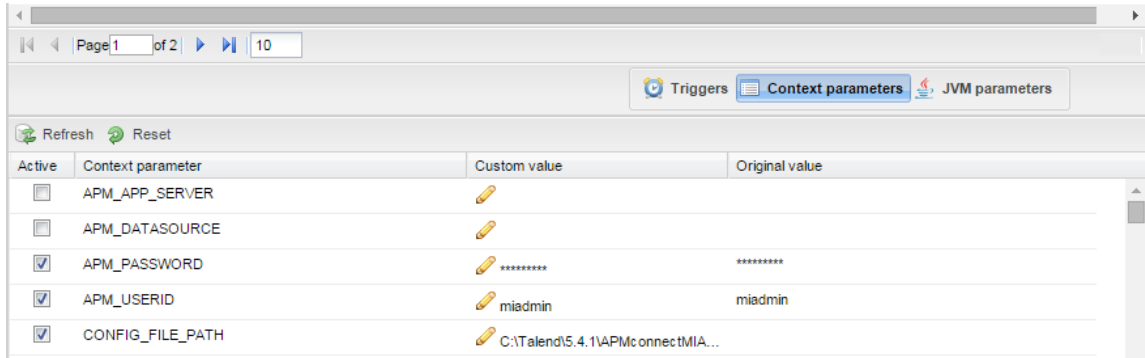 Page 1 of 2 10
Triggers Context parameters JVM parameters
Refresh Reset
Active Context parameter Custom value Original value
APM_APP_SERVER
APM_DATASOURCE
APM_PASSWORD ********* *********
APM_USERID miadmin miadmin
CONFIG_FILE_PATH C:\Talend\5.4.1\APMconnectMIA...